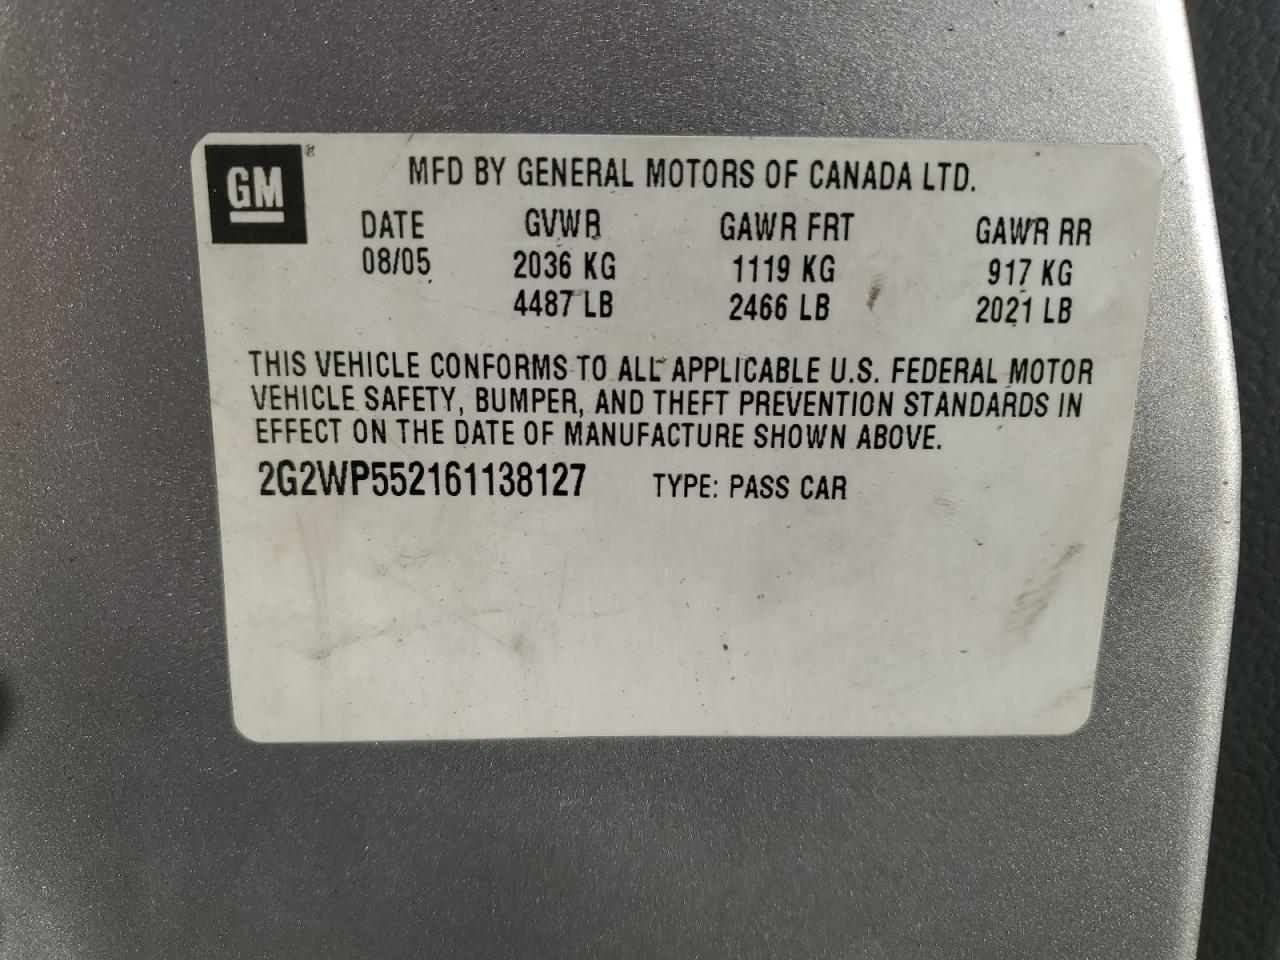 GM ®
MFD BY GENERAL MOTORS OF CANADA LTD.
DATE GVWR GAWR FRT GAWR RR
08/05 2036 KG 1119 KG 917 KG
4487 LB 2466 LB 2021 LB
THIS VEHICLE CONFORMS TO ALL APPLICABLE U.S. FEDERAL MOTOR
VEHICLE SAFETY, BUMPER, AND THEFT PREVENTION STANDARDS IN
EFFECT ON THE DATE OF MANUFACTURE SHOWN ABOVE.
2G2WP552161138127 TYPE: PASS CAR